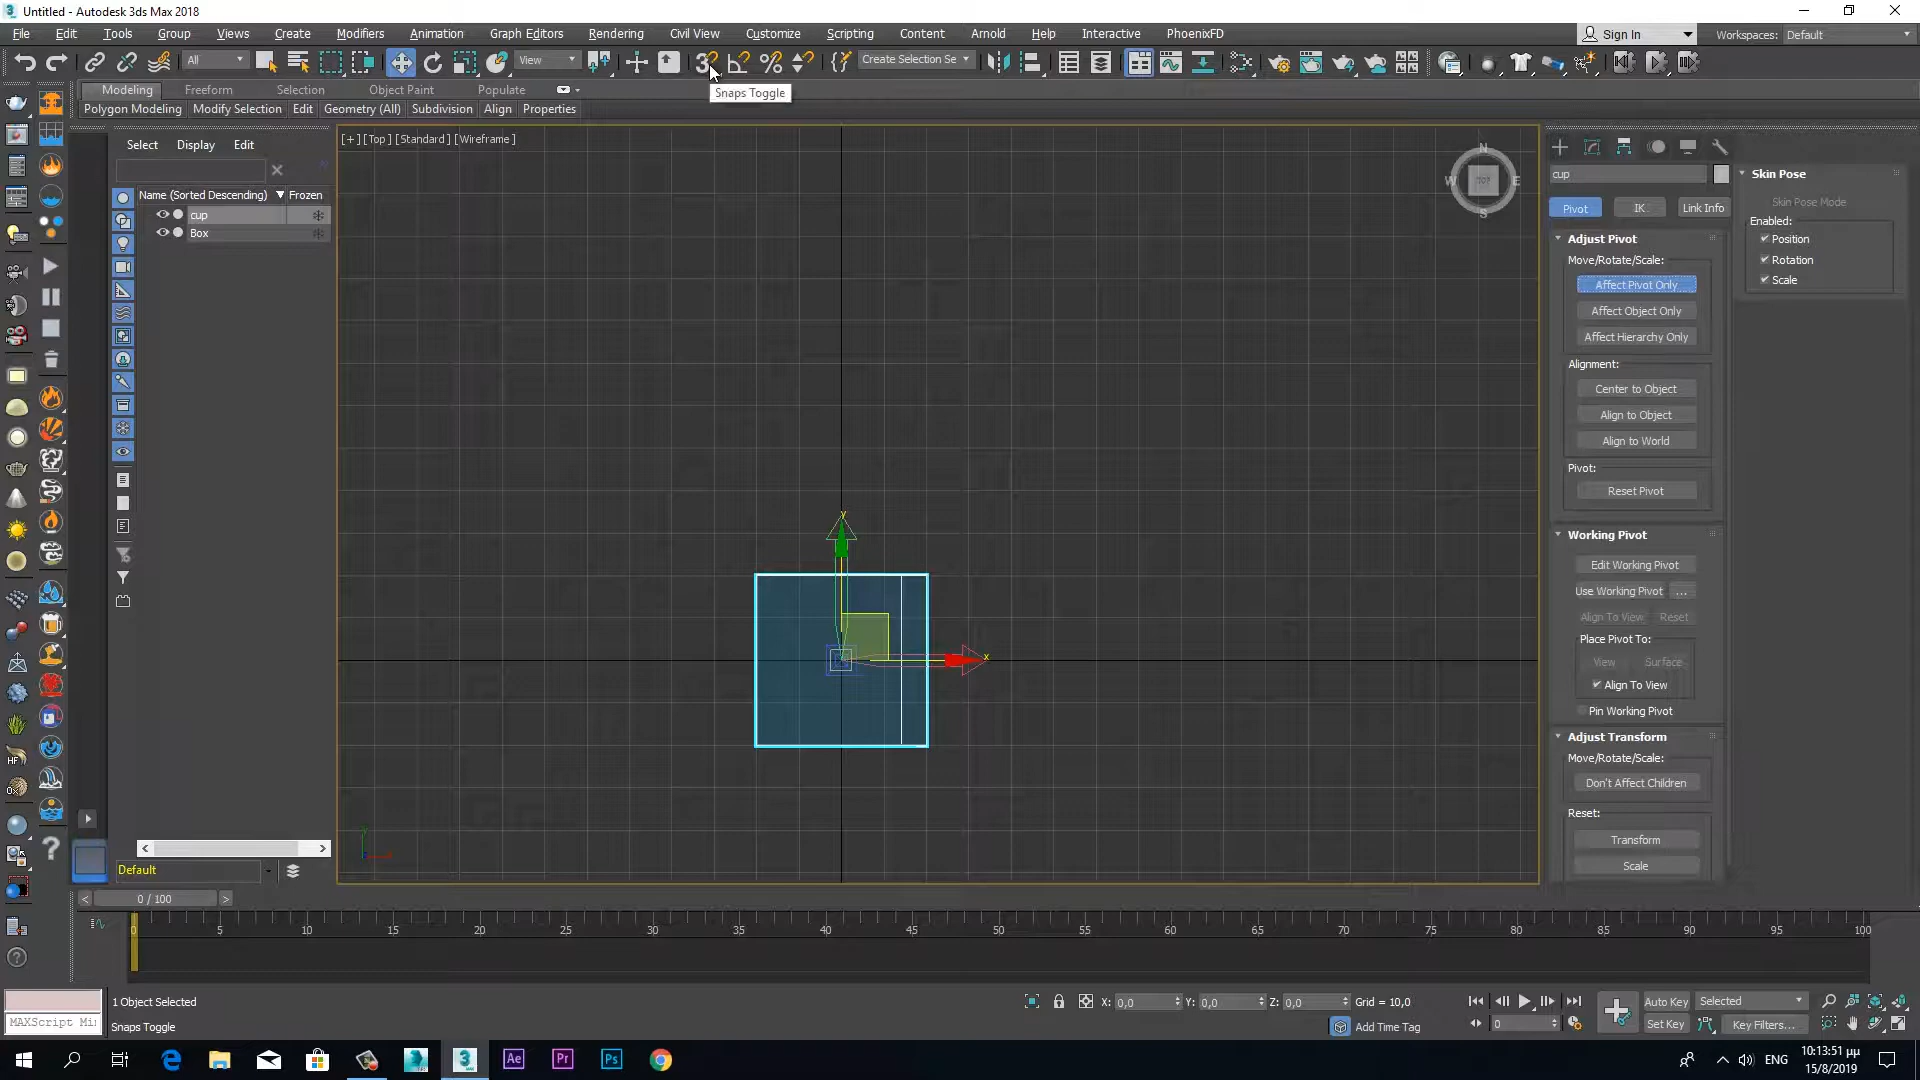 Untitled - Autodesk 3ds Max 2018
File Edit Tools Group Views Create Modifiers Animation Graph Editors Rendering Civil View Customize Scripting Content Arnold Help Interactive PhoenixFD
Sign In
Workspaces: Default
All
View
Create Selection Se
Snaps Toggle
Modeling Freeform Selection Object Paint Populate
Polygon Modeling Modify Selection Edit Geometry (All) Subdivision Align Properties
Select Display Edit
Name (Sorted Descending) Frozen
cup
Box
[+] [Top] [Standard] [Wireframe]
N
W TOP E
S
y
x
cup
Pivot IK Link Info
Adjust Pivot
Move/Rotate/Scale:
Affect Pivot Only
Affect Object Only
Affect Hierarchy Only
Alignment:
Center to Object
Align to Object
Align to World
Pivot:
Reset Pivot
Working Pivot
Edit Working Pivot
Use Working Pivot ...
Align To View Reset
Place Pivot To:
View Surface
Align To View
Pin Working Pivot
Adjust Transform
Move/Rotate/Scale:
Don't Affect Children
Reset:
Transform
Scale
Skin Pose
Skin Pose Mode
Enabled:
Position
Rotation
Scale
Default
0 / 100
0 5 10 15 20 25 30 35 40 45 50 55 60 65 70 75 80 85 90 95 100
1 Object Selected
Snaps Toggle
MAXScript Mi
X: 0,0 Y: 0,0 Z: 0,0 Grid = 10,0
Add Time Tag
0
Auto Key Selected
Set Key Key Filters...
Ae Pr Ps
ENG
10:13:51 μμ
15/8/2019